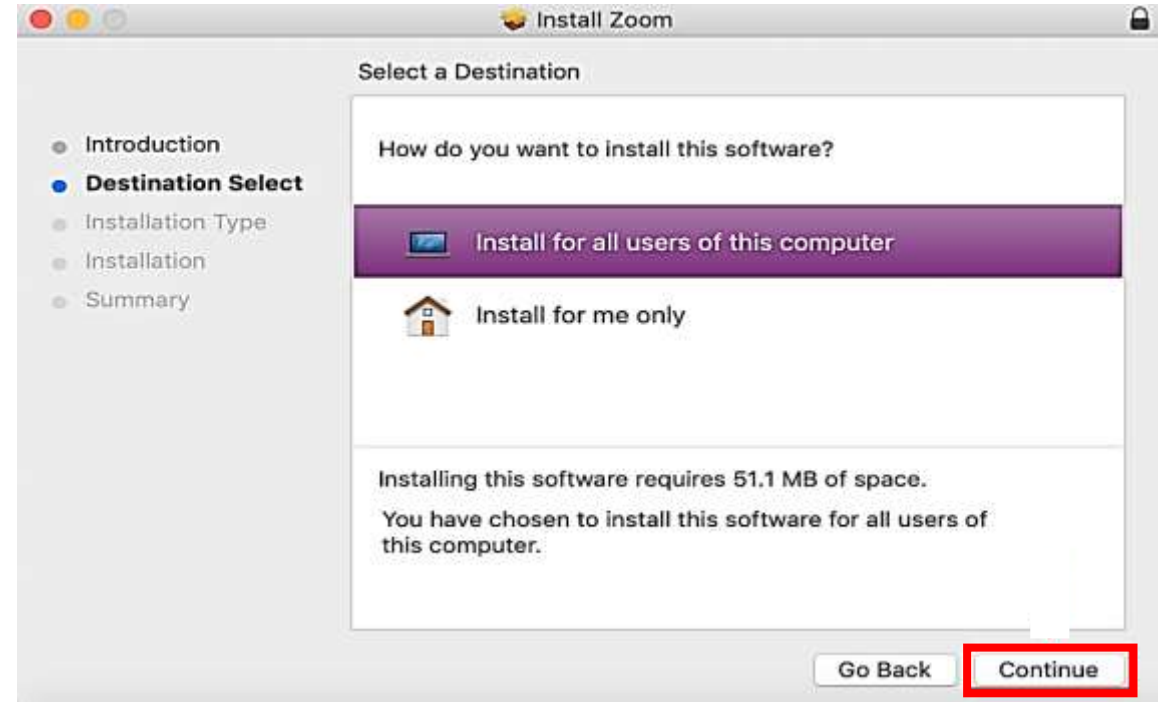 Install Zoom
Select a Destination
Introduction
Destination Select
Installation Type
Installation
Summary
How do you want to install this software?
Install for all users of this computer
Install for me only
Installing this software requires 51.1 MB of space.
You have chosen to install this software for all users of
this computer.
Go Back
Continue